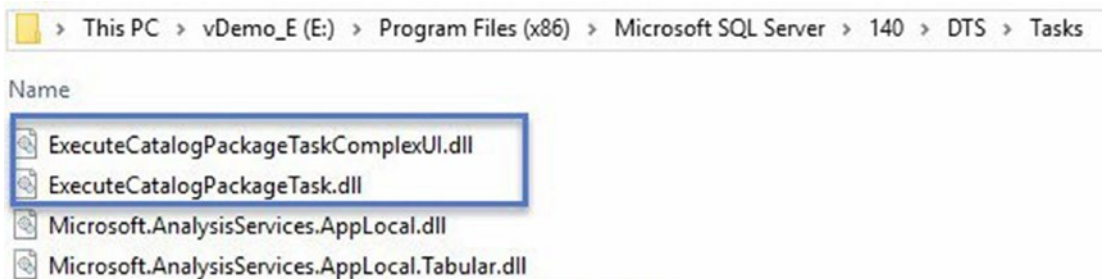 This PC > vDemo_E (E:) > Program Files (x86) > Microsoft SQL Server > 140 > DTS > Tasks
Name
ExecuteCatalogPackageTaskComplexUI.dll
ExecuteCatalogPackageTask.dll
Microsoft.AnalysisServices.AppLocal.dll
Microsoft.AnalysisServices.AppLocal.Tabular.dll